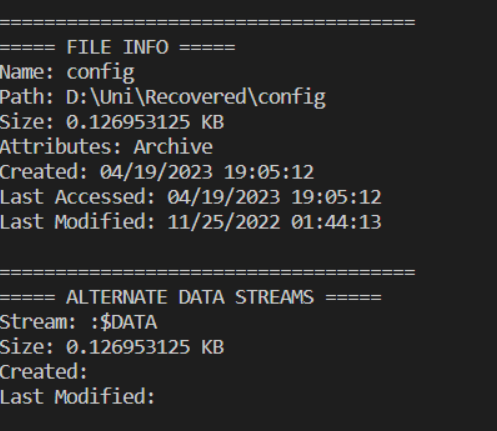 =====================================
===== FILE INFO =====
Name: config
Path: D:\Uni\Recovered\config
Size: 0.126953125 KB
Attributes: Archive
Created: 04/19/2023 19:05:12
Last Accessed: 04/19/2023 19:05:12
Last Modified: 11/25/2022 01:44:13
=====================================
===== ALTERNATE DATA STREAMS =====
Stream: :$DATA
Size: 0.126953125 KB
Created:
Last Modified: